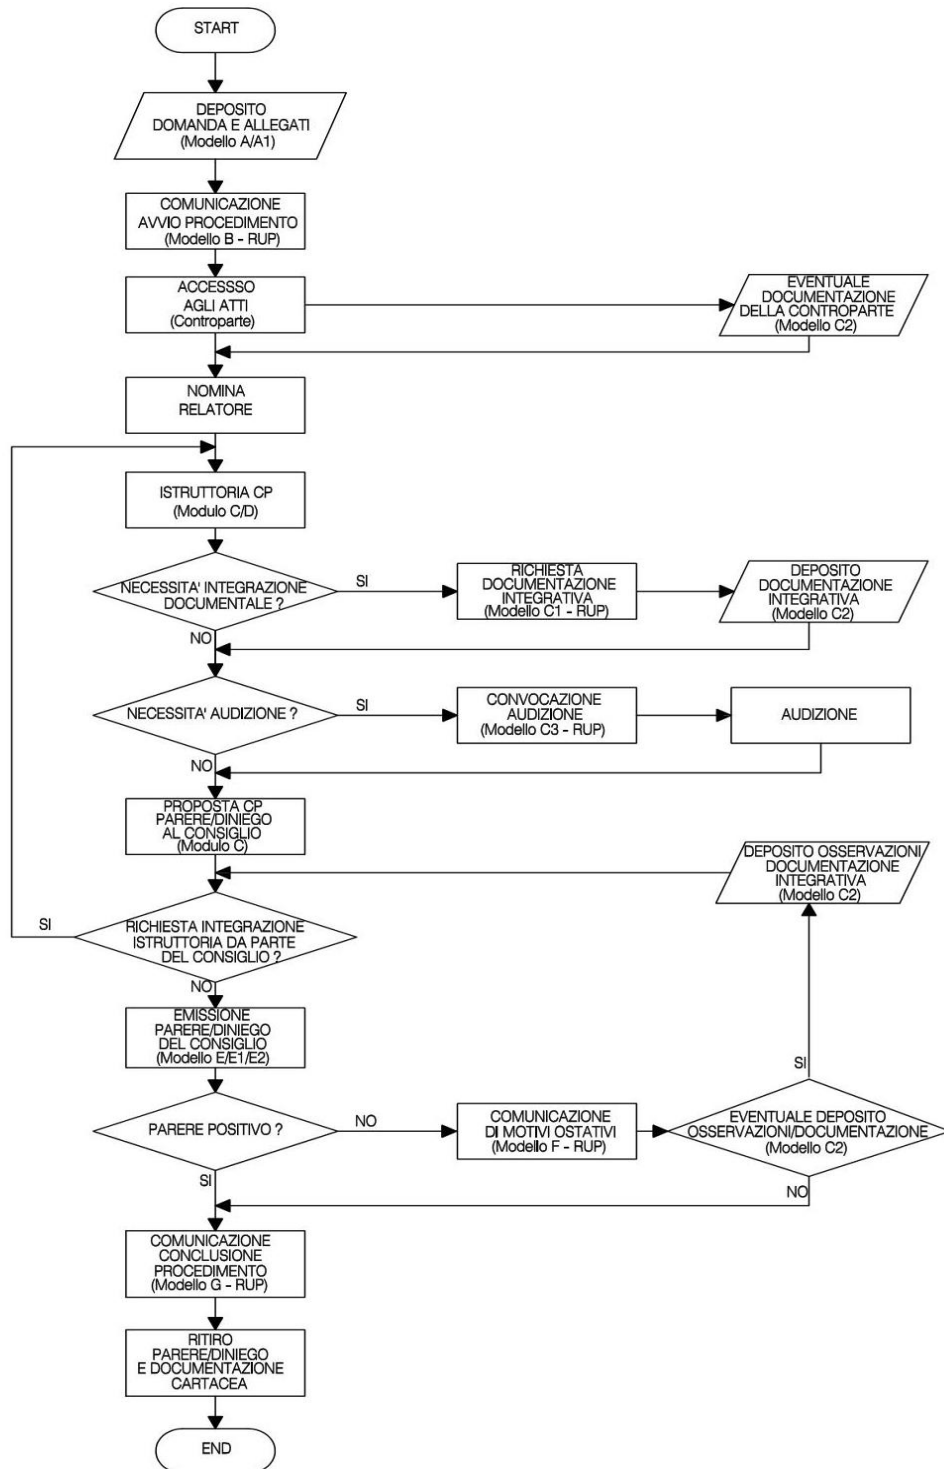 START
DEPOSITO
DOMANDA E ALLEGATI
(Modello A/A1)
COMUNICAZIONE
AVVIO PROCEDIMENTO
(Modello B - RUP)
ACCESSSO
AGLI ATTI
(Controparte)
EVENTUALE
DOCUMENTAZIONE
DELLA CONTROPARTE
(Modello C2)
NOMINA
RELATORE
ISTRUTTORIA CP
(Modulo C/D)
NECESSITA' INTEGRAZIONE
DOCUMENTALE ?
SI
RICHIESTA
DOCUMENTAZIONE
INTEGRATIVA
(Modello C1 - RUP)
DEPOSITO
DOCUMENTAZIONE
INTEGRATIVA
(Modello C2)
NO
NECESSITA' AUDIZIONE ?
SI
CONVOCAZIONE
AUDIZIONE
(Modello C3 - RUP)
AUDIZIONE
NO
PROPOSTA CP
PARERE/DINIEGO
AL CONSIGLIO
(Modulo C)
DEPOSITO OSSERVAZIONI
DOCUMENTAZIONE
INTEGRATIVA
(Modello C2)
SI
RICHIESTA INTEGRAZIONE
ISTRUTTORIA DA PARTE
DEL CONSIGLIO ?
NO
EMISSIONE
PARERE/DINIEGO
DEL CONSIGLIO
(Modello E/E1/E2)
SI
PARERE POSITIVO ?
NO
COMUNICAZIONE
DI MOTIVI OSTATIVI
(Modello F - RUP)
EVENTUALE DEPOSITO
OSSERVAZIONI/DOCUMENTAZIONE
(Modello C2)
SI
NO
COMUNICAZIONE
CONCLUSIONE
PROCEDIMENTO
(Modello G - RUP)
RITIRO
PARERE/DINIEGO
E DOCUMENTAZIONE
CARTACEA
END